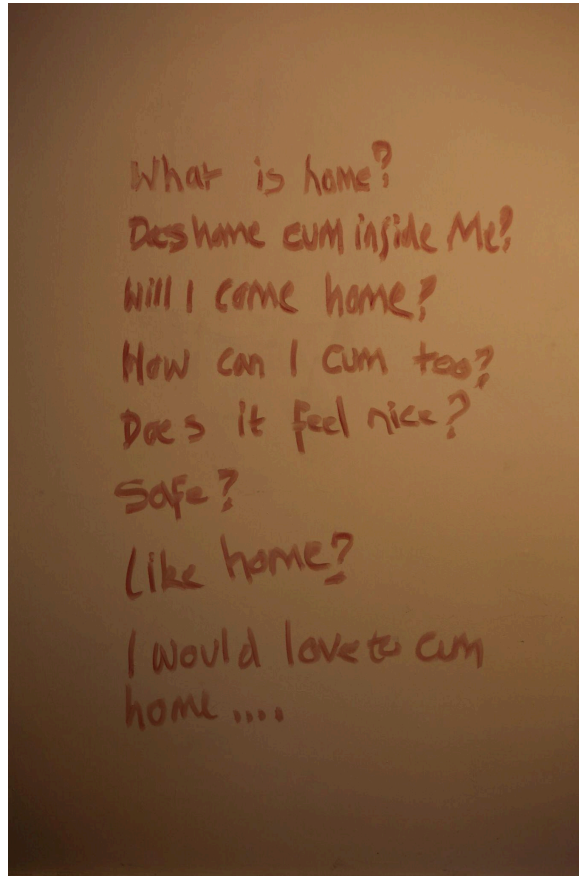 What is home?
Does home cum inside Me?
Will I come home?
How can I cum too?
Does it feel nice?
Safe?
Like home?
I would love to cum
home ....